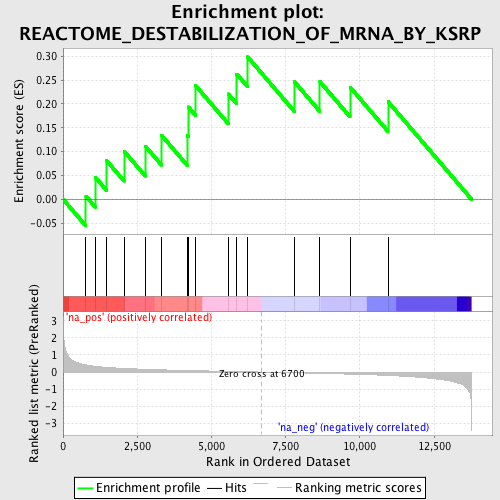 Enrichment plot:
REACTOME_DESTABILIZATION_OF_MRNA_BY_KSRP
Enrichment score (ES)
0.30
0.25
0.20
0.15
0.10
0.05
0.00
-0.05
'na_pos' (positively correlated)
Ranked list metric (PreRanked)
3
2
1
0
-1
-2
-3
Zero cross at 6700
'na_neg' (negatively correlated)
0
2,500
5,000
7,500
10,000
12,500
Rank in Ordered Dataset
Enrichment profile
Hits
Ranking metric scores